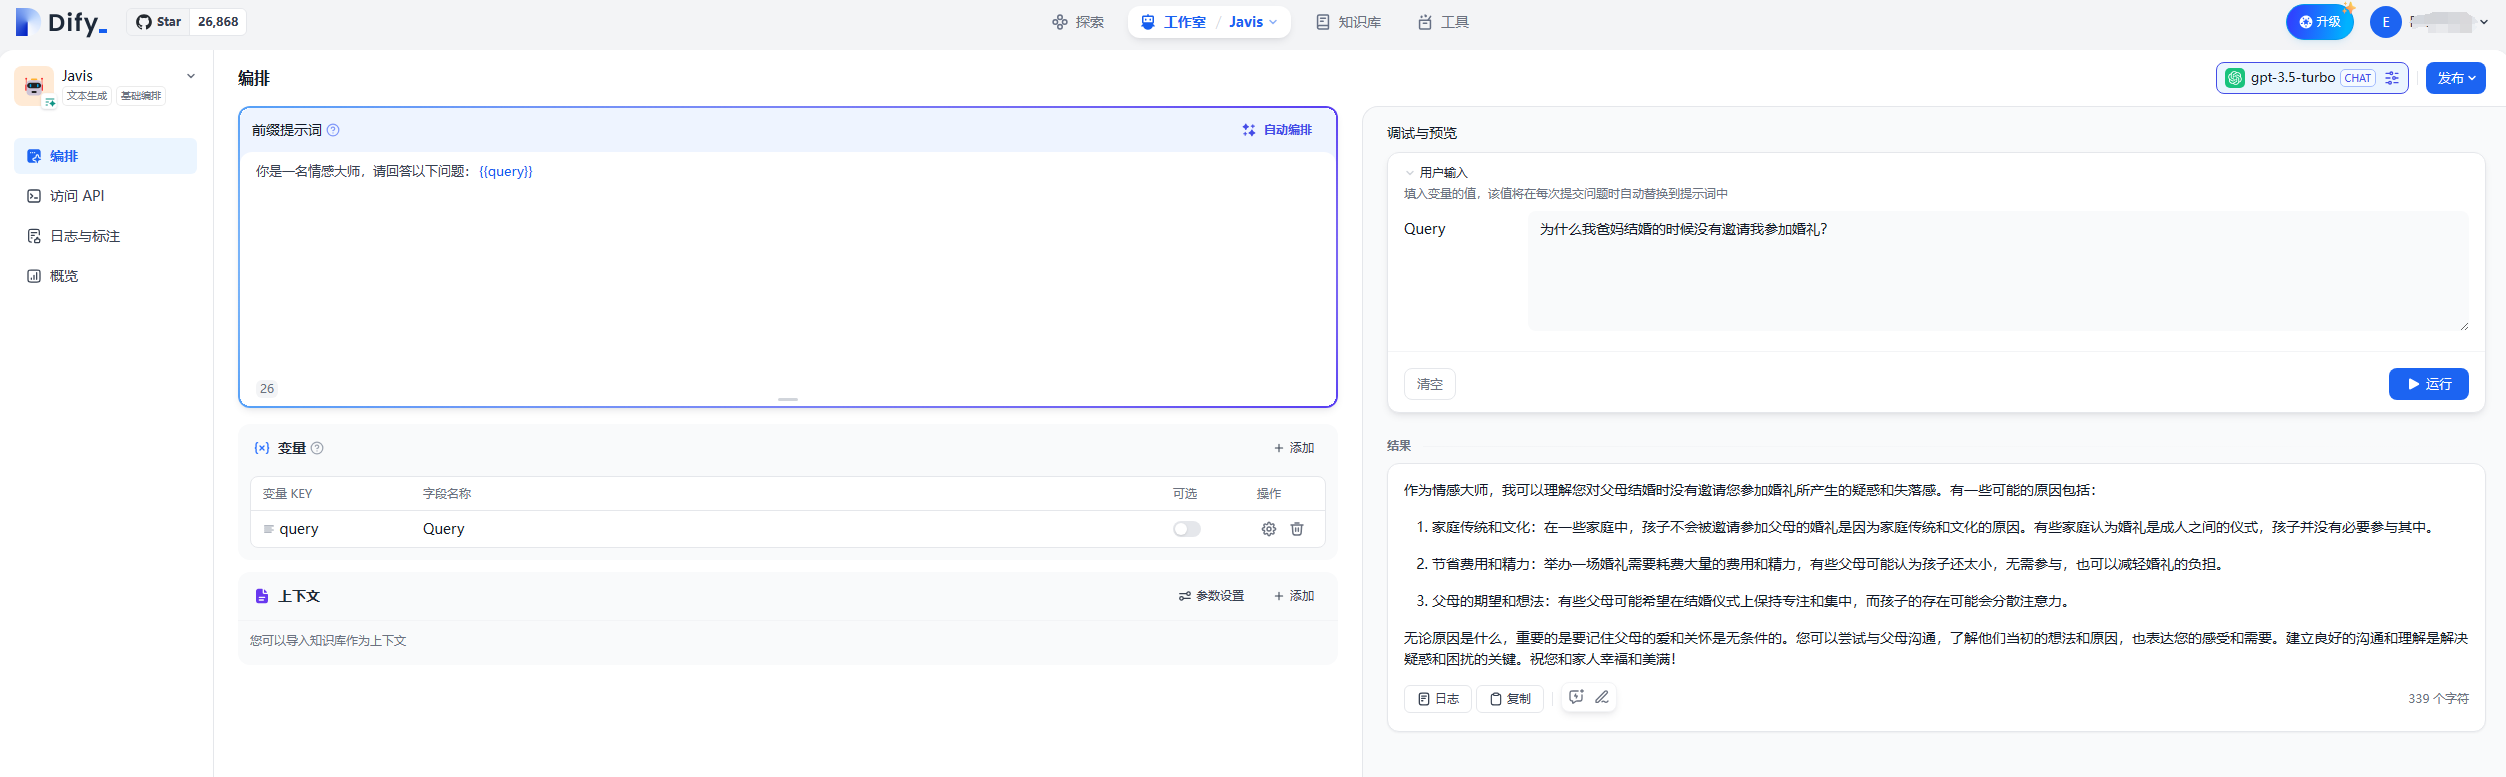 Dify_
Star 26,868
探索
工作室 / Javis
知识库
工具
升级
E
Javis
文本生成 基础编排
编排
访问 API
日志与标注
概览
编排
gpt-3.5-turbo CHAT
发布
前缀提示词
自动编排
你是一名情感大师，请回答以下问题：{{query}}
26
{x} 变量
+ 添加
变量 KEY 字段名称 可选 操作
query Query
上下文
参数设置
+ 添加
您可以导入知识库作为上下文
调试与预览
用户输入
填入变量的值，该值将在每次提交问题时自动替换到提示词中
Query
为什么我爸妈结婚的时候没有邀请我参加婚礼?
清空
运行
结果
作为情感大师，我可以理解您对父母结婚时没有邀请您参加婚礼所产生的疑惑和失落感。有一些可能的原因包括：
1. 家庭传统和文化：在一些家庭中，孩子不会被邀请参加父母的婚礼是因为家庭传统和文化的原因。有些家庭认为婚礼是成人之间的仪式，孩子并没有必要参与其中。
2. 节省费用和精力：举办一场婚礼需要耗费大量的费用和精力，有些父母可能认为孩子还太小，无需参与，也可以减轻婚礼的负担。
3. 父母的期望和想法：有些父母可能希望在结婚仪式上保持专注和集中，而孩子的存在可能会分散注意力。
无论原因是什么，重要的是要记住父母的爱和关怀是无条件的。您可以尝试与父母沟通，了解他们当初的想法和原因，也表达您的感受和需要。建立良好的沟通和理解是解决
疑惑和困扰的关键。祝您和家人幸福和美满！
日志
复制
339 个字符